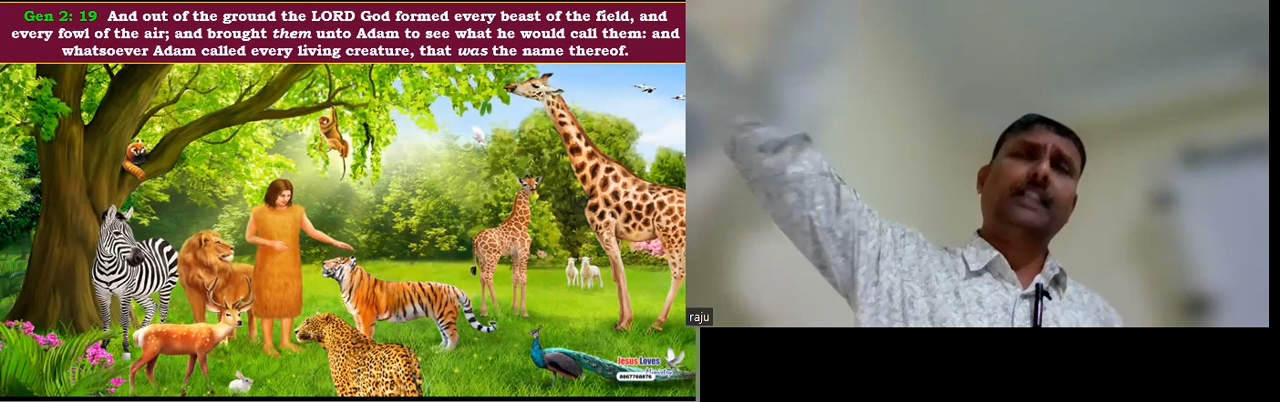 Gen 2: 19 And out of the ground the LORD God formed every beast of the field, and
every fowl of the air; and brought them unto Adam to see what he would call them: and
whatsoever Adam called every living creature, that was the name thereof.
raju
Jesus Loves
Ministry
8867708876